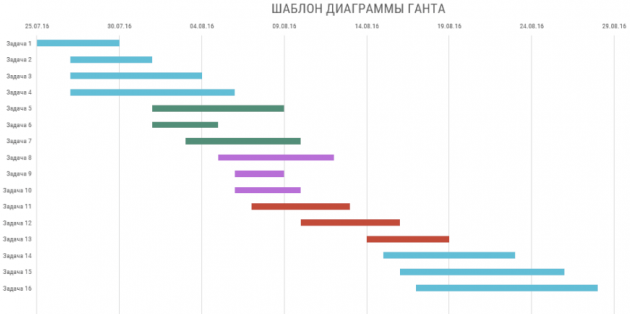 ШАБЛОН ДИАГРАММЫ ГАНТА
25.07.16 30.07.16 04.08.16 09.08.16 14.08.16 19.08.16 24.08.16 29.08.16
Задача 1
Задача 2
Задача 3
Задача 4
Задача 5
Задача 6
Задача 7
Задача 8
Задача 9
Задача 10
Задача 11
Задача 12
Задача 13
Задача 14
Задача 15
Задача 16